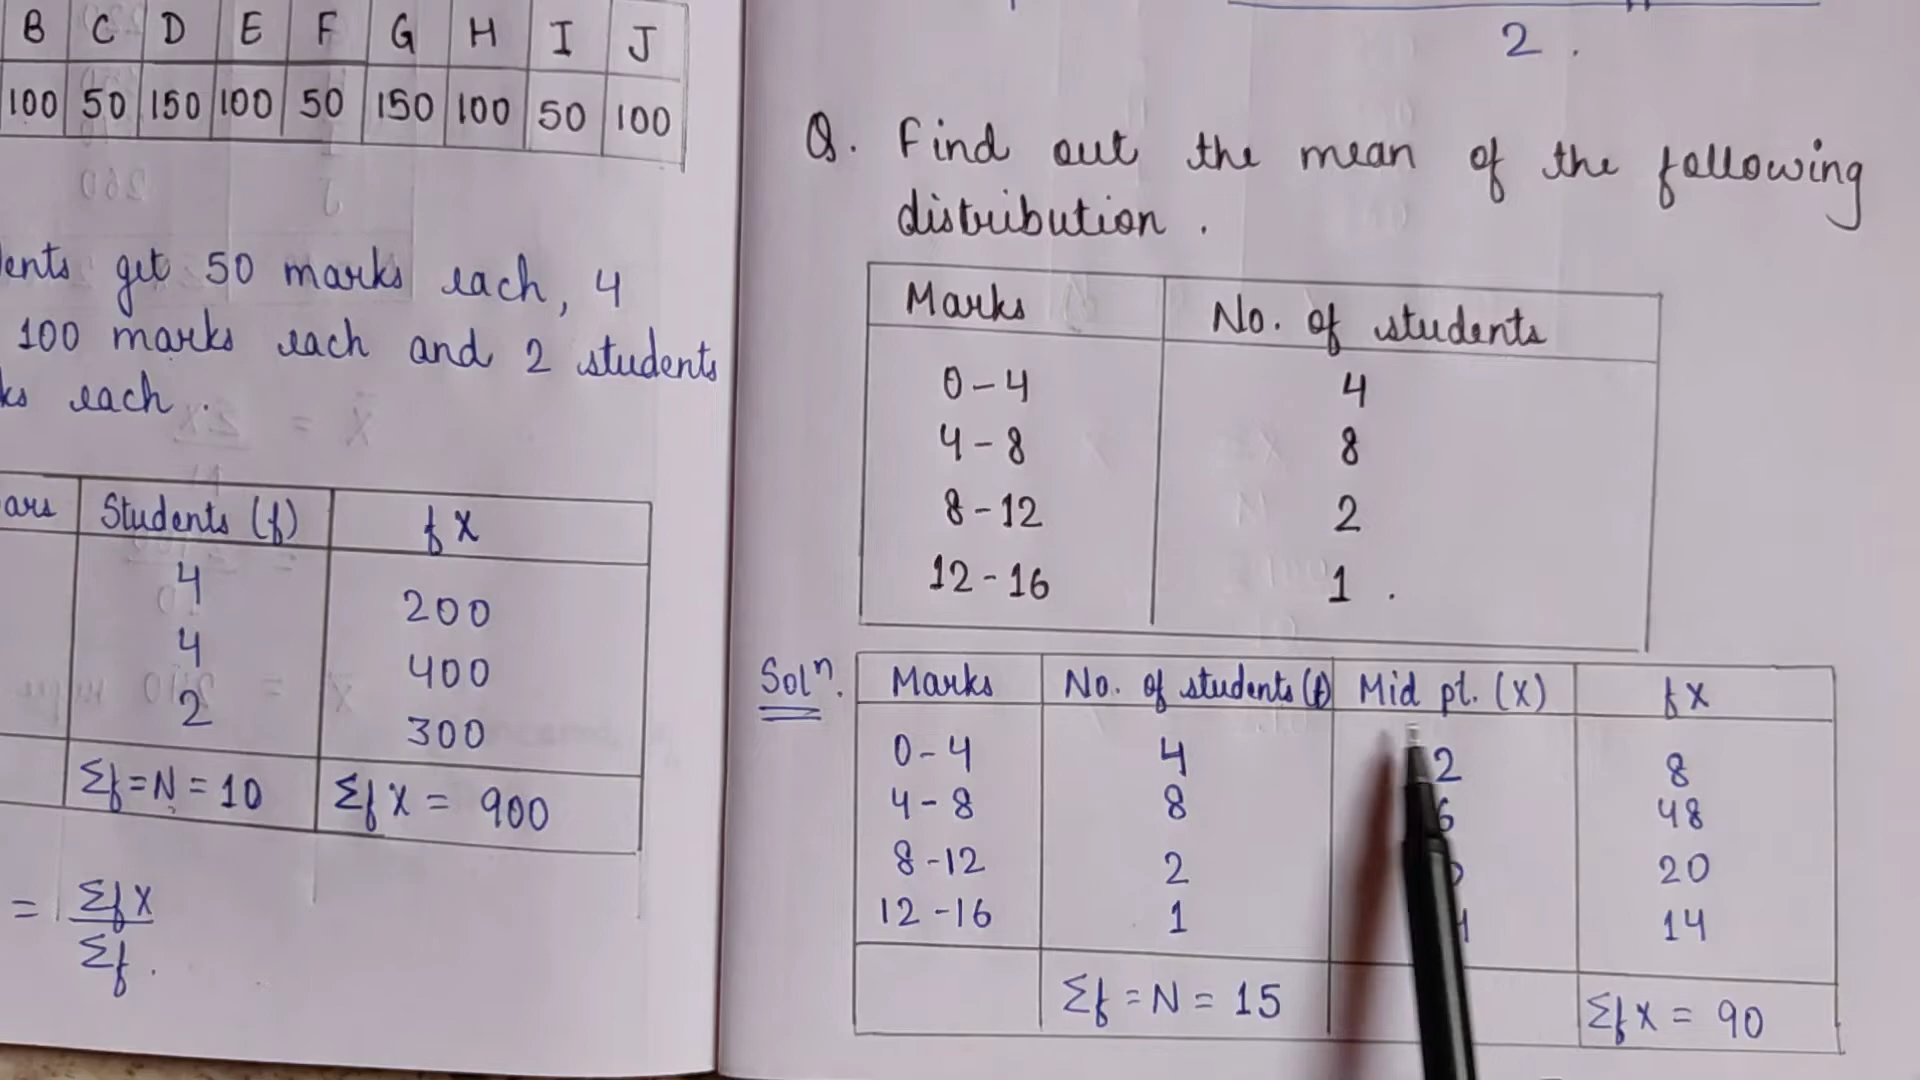 B C D E F G H I J
100 50 150 100 50 150 100 50 100
get 50 marks each, 4
100 marks each and 2 students
each.
Students (f) fX
4 200
4 400
2 300
Σf = N = 10 ΣfX = 900
= ΣfX
Σf.
2.
Q. Find out the mean of the following
distribution.
Marks No. of students
0-4 4
4-8 8
8-12 2
12-16 1.
Solⁿ. Marks No. of students (f) Mid pt. (X) fX
0-4 4 2 8
4-8 8 6 48
8-12 2 20
12-16 1 14
Σf = N = 15 ΣfX = 90